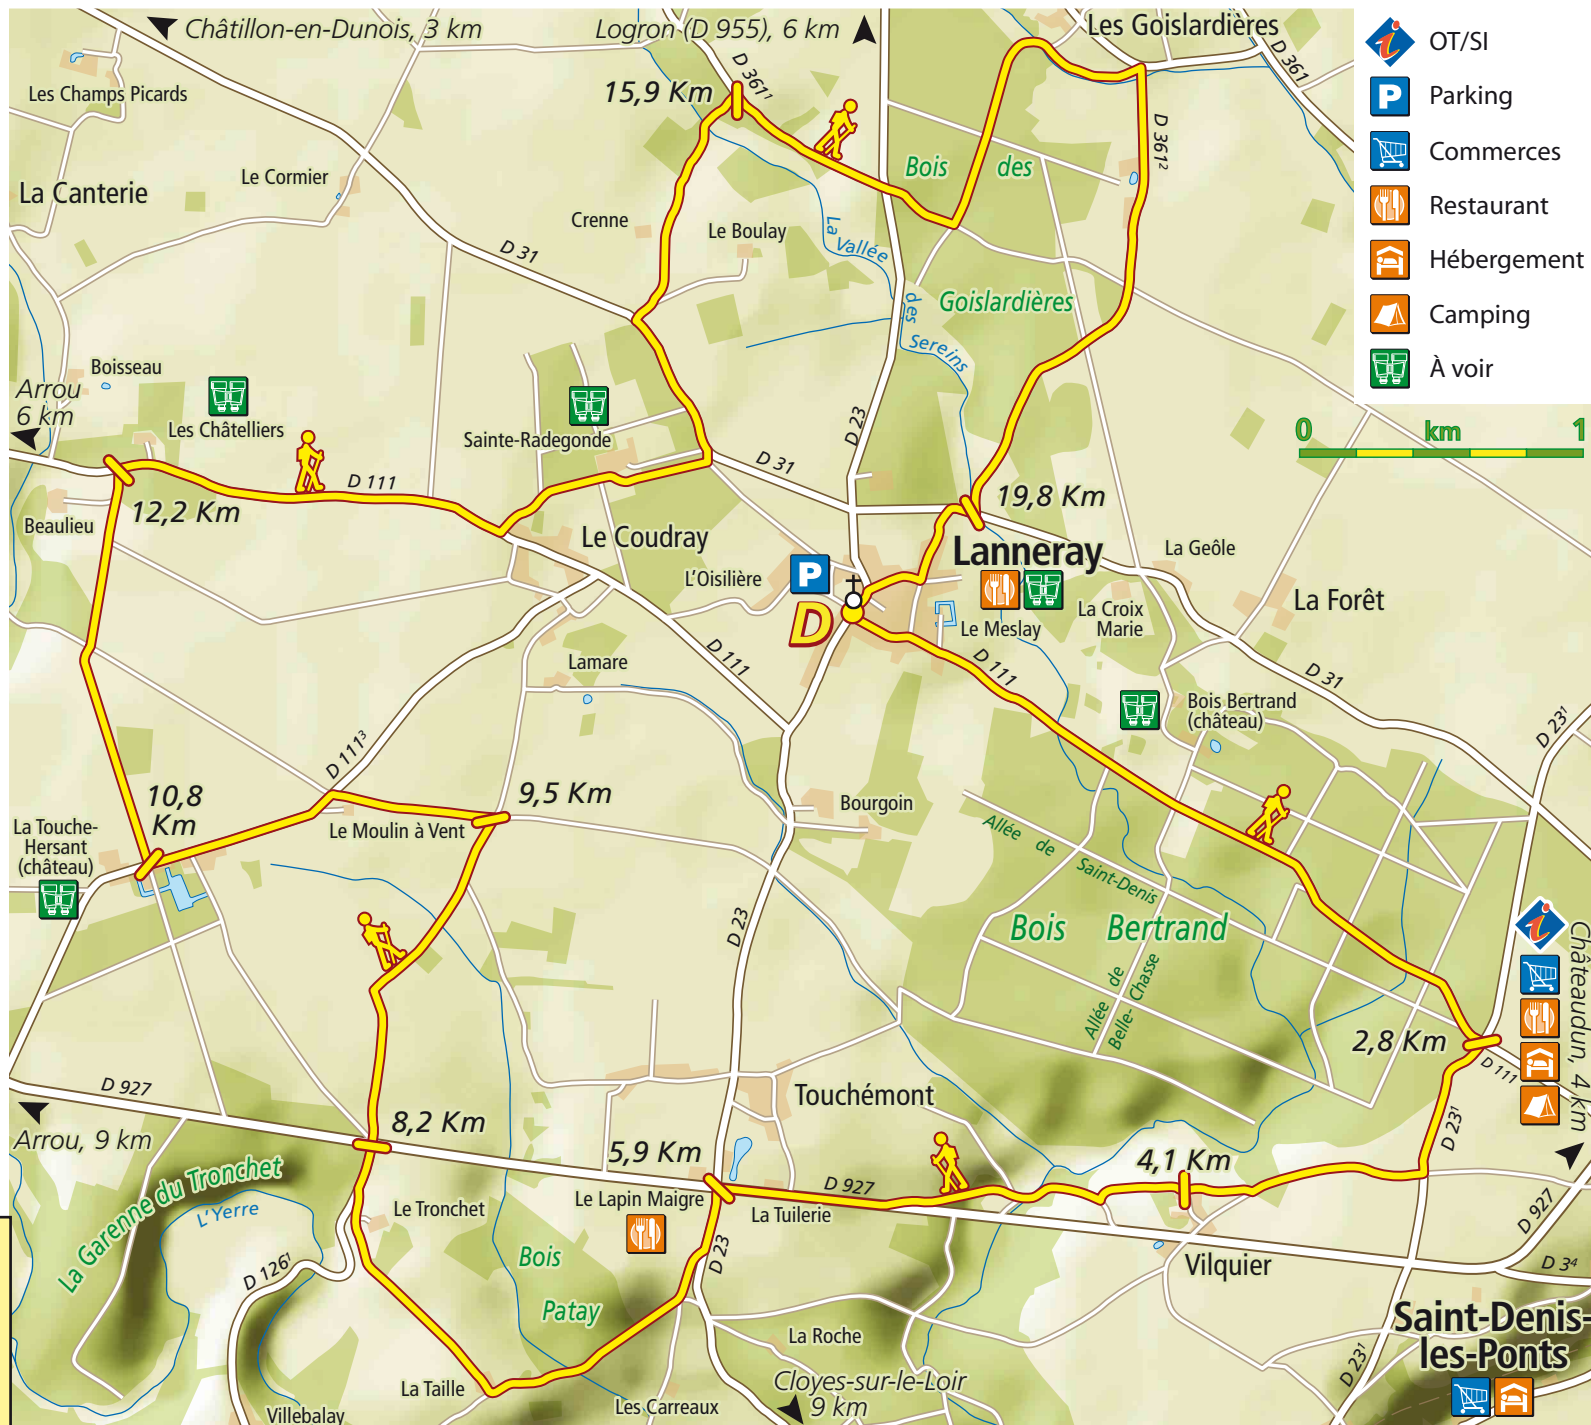 Châtillon-en-Dunois, 3 km
Logron (D 955), 6 km
Les Goislardières
D 361
OT/SI
Parking
Commerces
Restaurant
Hébergement
Camping
À voir
0 km 1
Les Champs Picards
15,9 Km
D 361¹
D 361²
La Canterie
Le Cormier
Crenne
Le Boulay
La Vallée
des
Sereins
Bois des
Goislardières
D 31
Boisseau
Arrou
6 km
Les Châtelliers
Sainte-Radegonde
D 23
D 31
D 111
Beaulieu
12,2 Km
Le Coudray
19,8 Km
Lanneray
La Geôle
L'Oisilière
P
D
Le Meslay
La Croix
Marie
La Forêt
D 111
D 111
Lamare
D 31
Bois Bertrand
(château)
D 23¹
D 111³
10,8
Km
9,5 Km
La Touche-
Hersant
(château)
Le Moulin à Vent
Bourgoin
Allée de Saint-Denis
Bois Bertrand
Allée de
Belle-Chasse
D 23
Châteaudun, 4 km
2,8 Km
D 111
D 927
Arrou, 9 km
8,2 Km
Touchémont
5,9 Km
4,1 Km
D 23¹
La Garenne du Tronchet
L'Yerre
Le Tronchet
Le Lapin Maigre
D 927
La Tuilerie
D 927
D 126¹
Bois
Patay
D 23
Vilquier
D 3⁴
Saint-Denis-
les-Ponts
La Roche
D 23¹
La Taille
Cloyes-sur-le-Loir
9 km
Villebalay
Les Carreaux
P